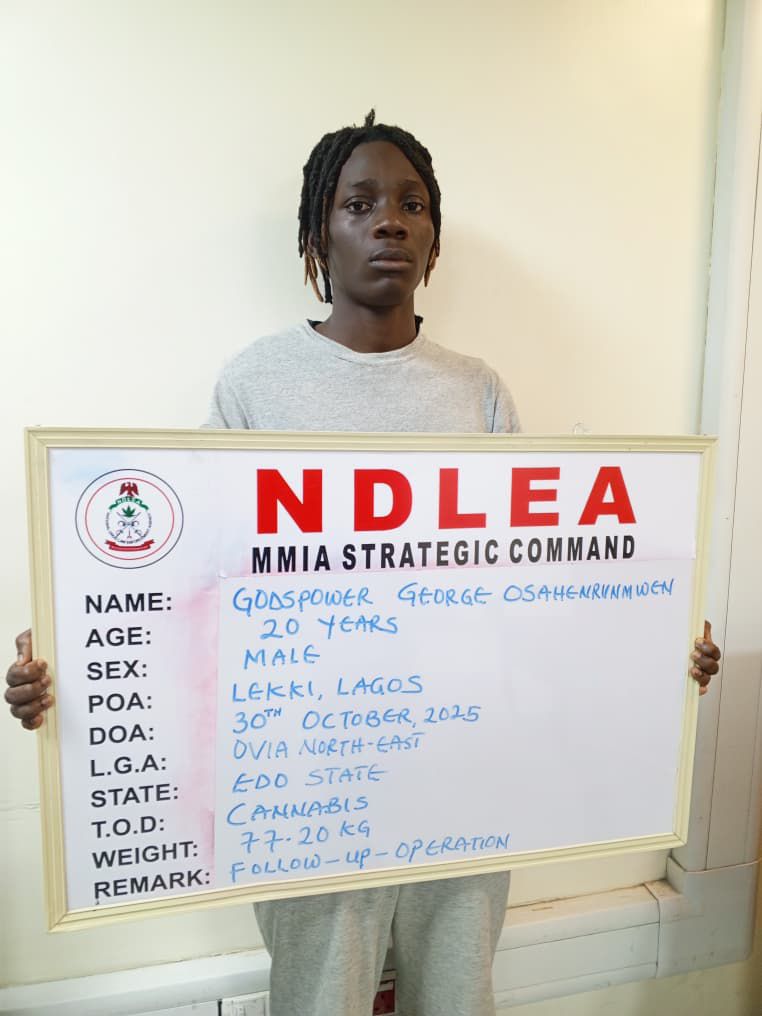 NDLEA
MMIA STRATEGIC COMMAND
NAME: GODSPOWER GEORGE OSAHENRUNMWEN
AGE: 20 YEARS
SEX: MALE
POA: LEKKI, LAGOS
DOA: 30TH OCTOBER, 2025
L.G.A: OVIA NORTH-EAST
STATE: EDO STATE
T.O.D: CANNABIS
WEIGHT: 77.20 KG
REMARK: FOLLOW-UP-OPERATION